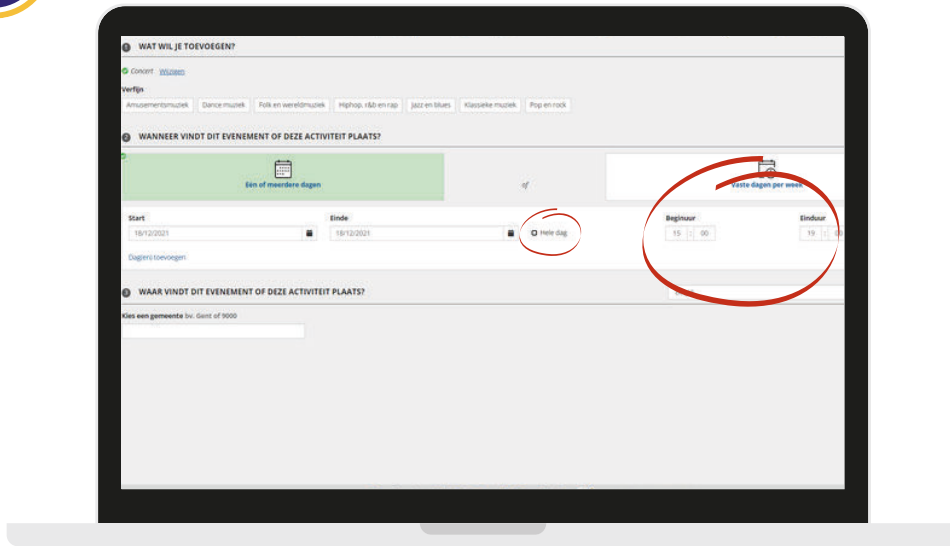 1 WAT WIL JE TOEVOEGEN?
Concert Wijzigen
Verfijn
Amusementsmuziek Dance muziek Folk en wereldmuziek Hiphop, r&b en rap Jazz en blues Klassieke muziek Pop en rock
2 WANNEER VINDT DIT EVENEMENT OF DEZE ACTIVITEIT PLAATS?
Eén of meerdere dagen of Vaste dagen per week
Start Einde Beginuur Einduur
18/12/2021 18/12/2021 Hele dag 15 : 00 19 :
Dag(en) toevoegen
3 WAAR VINDT DIT EVENEMENT OF DEZE ACTIVITEIT PLAATS?
Kies een gemeente bv. Gent of 9000